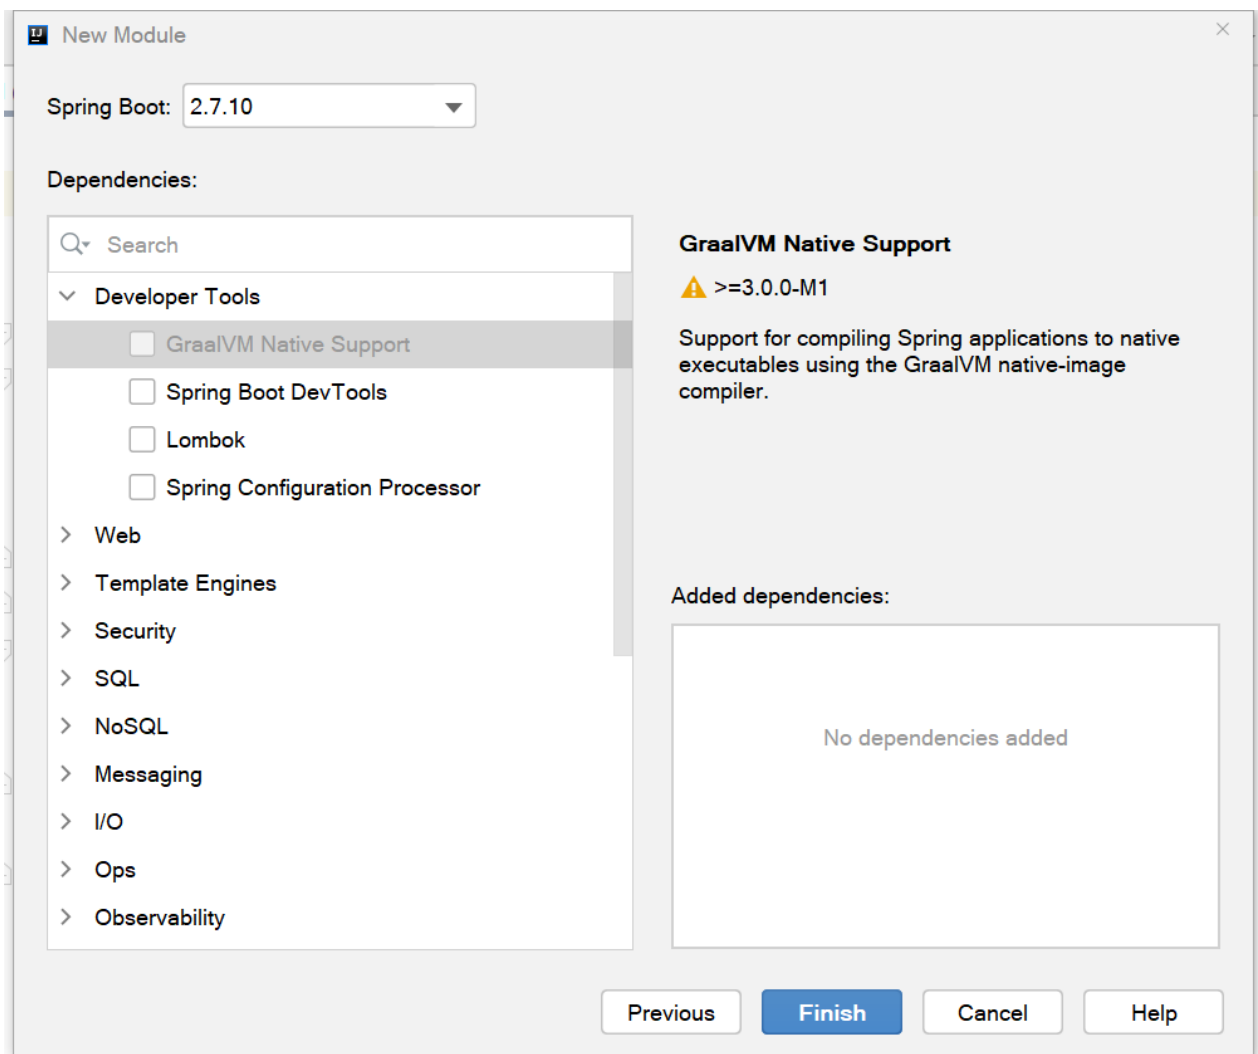 New Module
Spring Boot: 2.7.10
Dependencies:
Search
Developer Tools
GraalVM Native Support
Spring Boot DevTools
Lombok
Spring Configuration Processor
Web
Template Engines
Security
SQL
NoSQL
Messaging
I/O
Ops
Observability
GraalVM Native Support
>=3.0.0-M1
Support for compiling Spring applications to native
executables using the GraalVM native-image
compiler.
Added dependencies:
No dependencies added
Previous
Finish
Cancel
Help